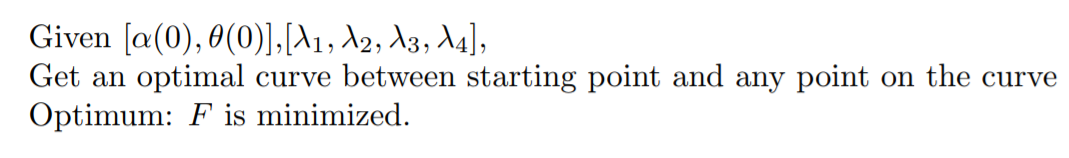 Given [α(0), θ(0)],[λ₁, λ₂, λ₃, λ₄],
Get an optimal curve between starting point and any point on the curve
Optimum: F is minimized.